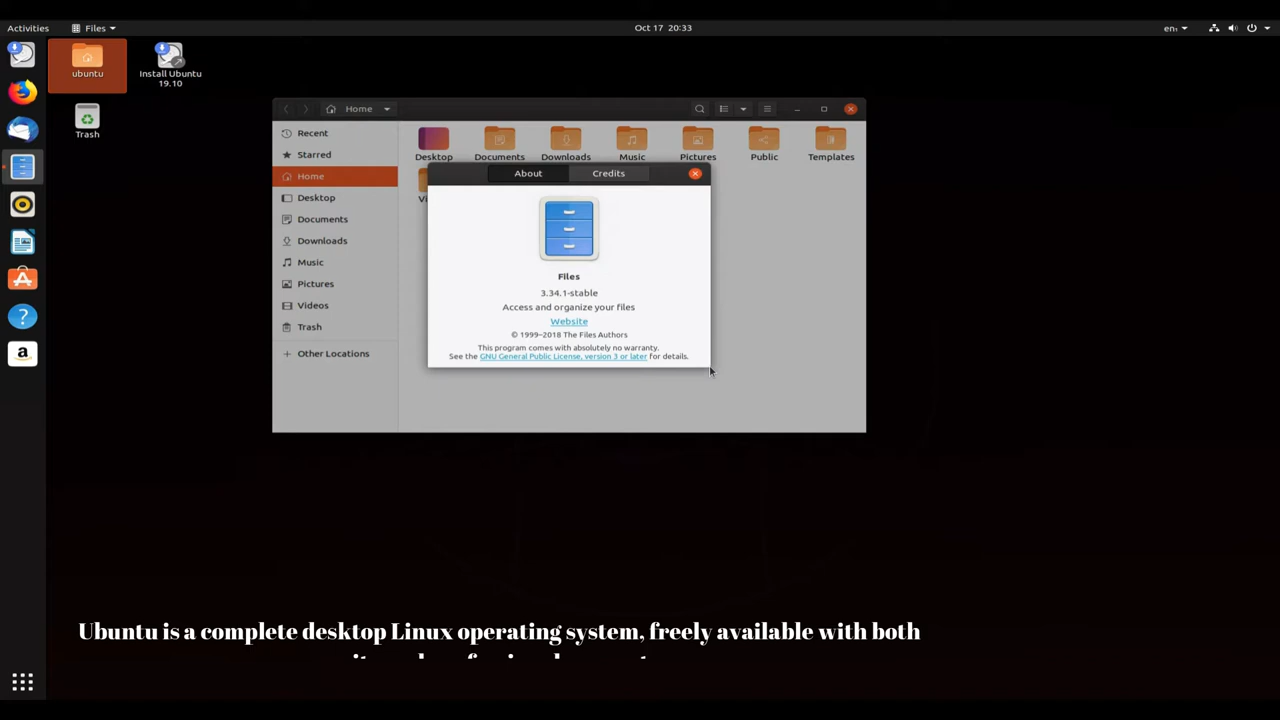 Activities
Files
Oct 17 20:33
en₁
ubuntu
Install Ubuntu
19.10
Trash
Home
Recent
Starred
Home
Desktop
Documents
Downloads
Music
Pictures
Videos
Trash
Other Locations
Desktop
Documents
Downloads
Music
Pictures
Public
Templates
About
Credits
Files
3.34.1-stable
Access and organize your files
Website
© 1999–2018 The Files Authors
This program comes with absolutely no warranty.
See the GNU General Public License, version 3 or later for details.
Ubuntu is a complete desktop Linux operating system, freely available with both